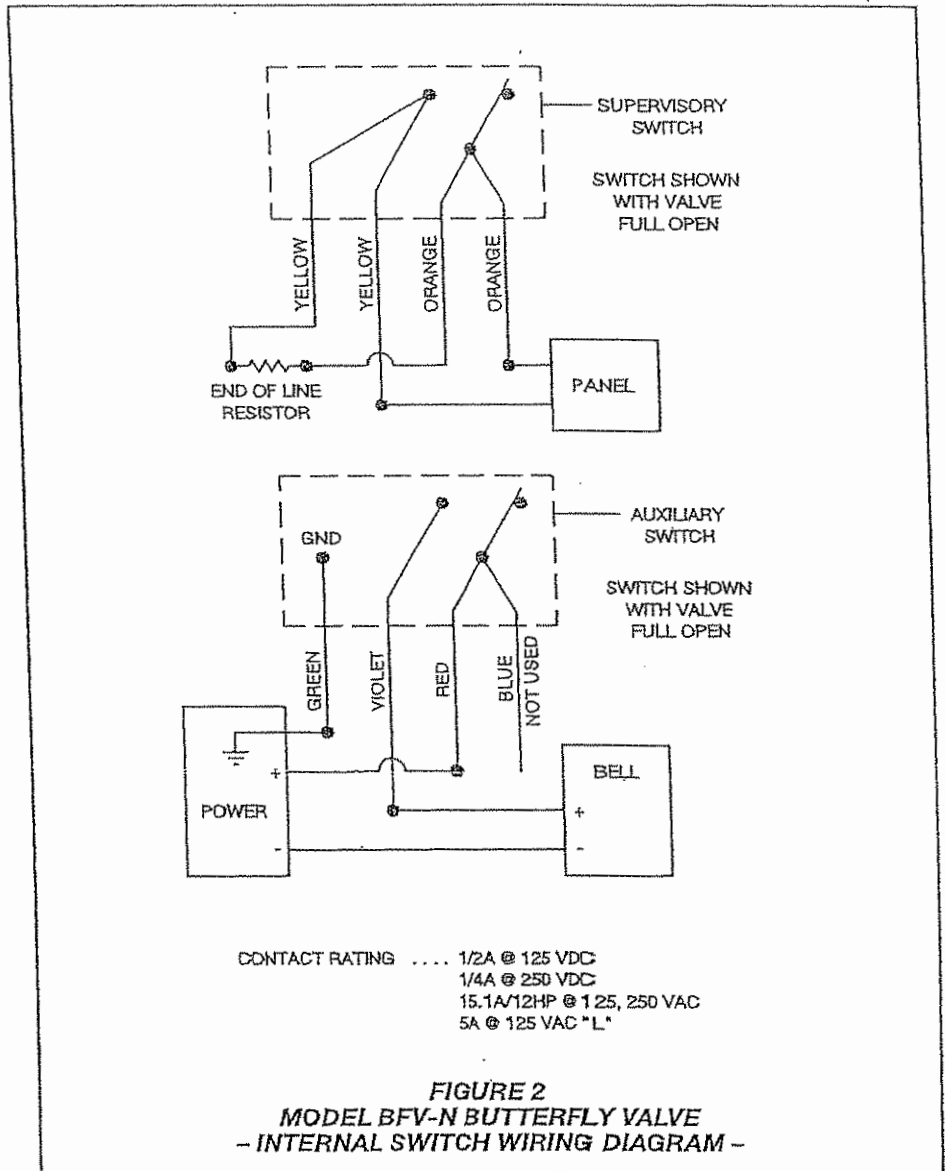 SUPERVISORY
SWITCH
SWITCH SHOWN
WITH VALVE
FULL OPEN
YELLOW
YELLOW
ORANGE
ORANGE
END OF LINE
RESISTOR
PANEL
GND
AUXILIARY
SWITCH
SWITCH SHOWN
WITH VALVE
FULL OPEN
GREEN
VIOLET
RED
BLUE
NOT USED
+
POWER
-
BELL
+
-
CONTACT RATING .... 1/2A @ 125 VDC
1/4A @ 250 VDC
15.1A/12HP @ 125, 250 VAC
5A @ 125 VAC "L"
FIGURE 2
MODEL BFV-N BUTTERFLY VALVE
– INTERNAL SWITCH WIRING DIAGRAM –